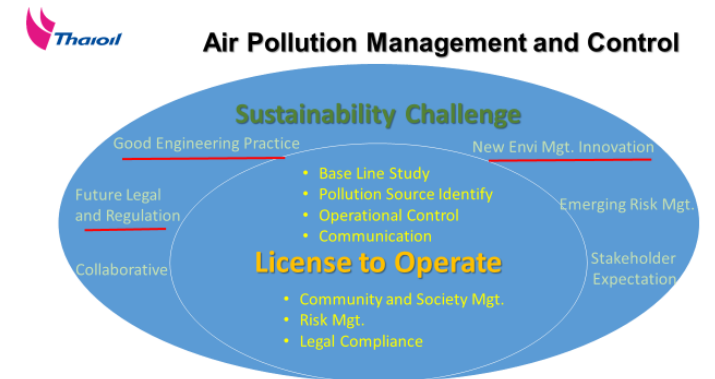 Thaioil
Air Pollution Management and Control
Sustainability Challenge
Good Engineering Practice
New Envi Mgt. Innovation
Future Legal
and Regulation
Emerging Risk Mgt.
Collaborative
Stakeholder
Expectation
• Base Line Study
• Pollution Source Identify
• Operational Control
• Communication
License to Operate
• Community and Society Mgt.
• Risk Mgt.
• Legal Compliance